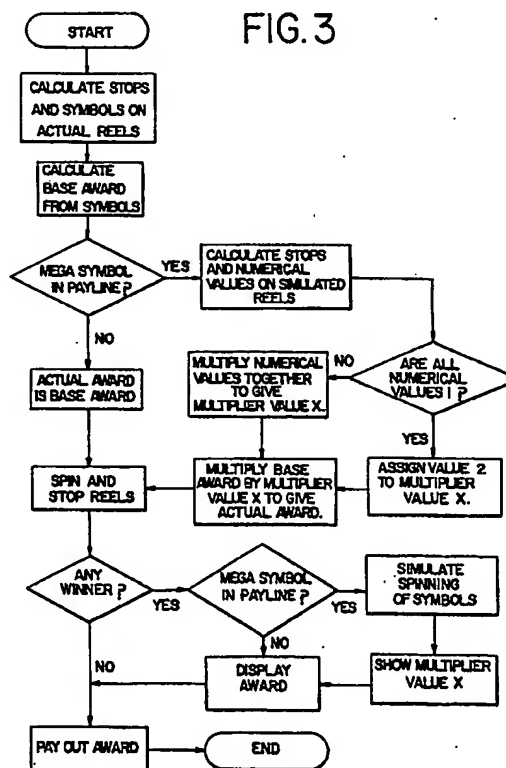 FIG. 3
START
CALCULATE STOPS
AND SYMBOLS ON
ACTUAL REELS
CALCULATE
BASE AWARD
FROM SYMBOLS
MEGA SYMBOL
IN PAYLINE?
YES
NO
CALCULATE STOPS
AND NUMERICAL
VALUES ON SIMULATED
REELS
ARE ALL
NUMERICAL
VALUES 1?
NO
YES
MULTIPLY NUMERICAL
VALUES TOGETHER
TO GIVE
MULTIPLIER VALUE X.
ASSIGN VALUE 2
TO MULTIPLIER
VALUE X.
MULTIPLY BASE
AWARD BY MULTIPLIER
VALUE X TO GIVE
ACTUAL AWARD.
ACTUAL AWARD
IS BASE AWARD
SPIN AND
STOP REELS
ANY
WINNER?
YES
NO
MEGA SYMBOL
IN PAYLINE?
YES
NO
SIMULATE
SPINNING
OF SYMBOLS
SHOW MULTIPLIER
VALUE X
DISPLAY
AWARD
PAY OUT AWARD
END